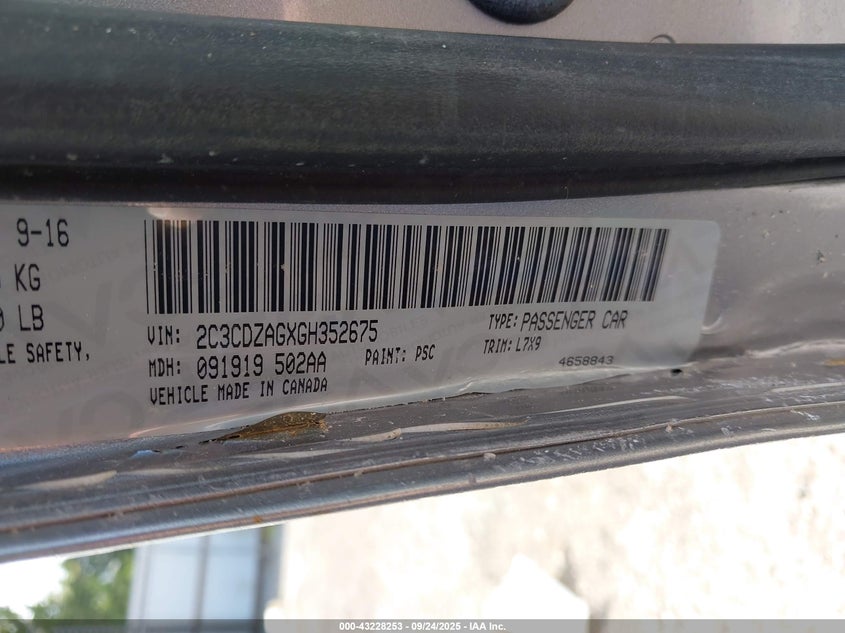 9-16
KG
LB
LE SAFETY,
VIN: 2C3CDZAGXGH352675
TYPE: PASSENGER CAR
MDH: 091919 502AA
PAINT: PSC
TRIM: L7X9
VEHICLE MADE IN CANADA
4658843
000-43228253 - 09/24/2025 - IAA Inc.